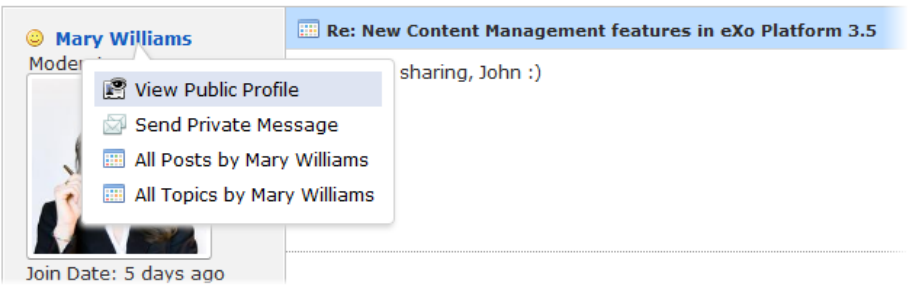 Mary Williams
Re: New Content Management features in eXo Platform 3.5
sharing, John :)
View Public Profile
Send Private Message
All Posts by Mary Williams
All Topics by Mary Williams
Join Date: 5 days ago